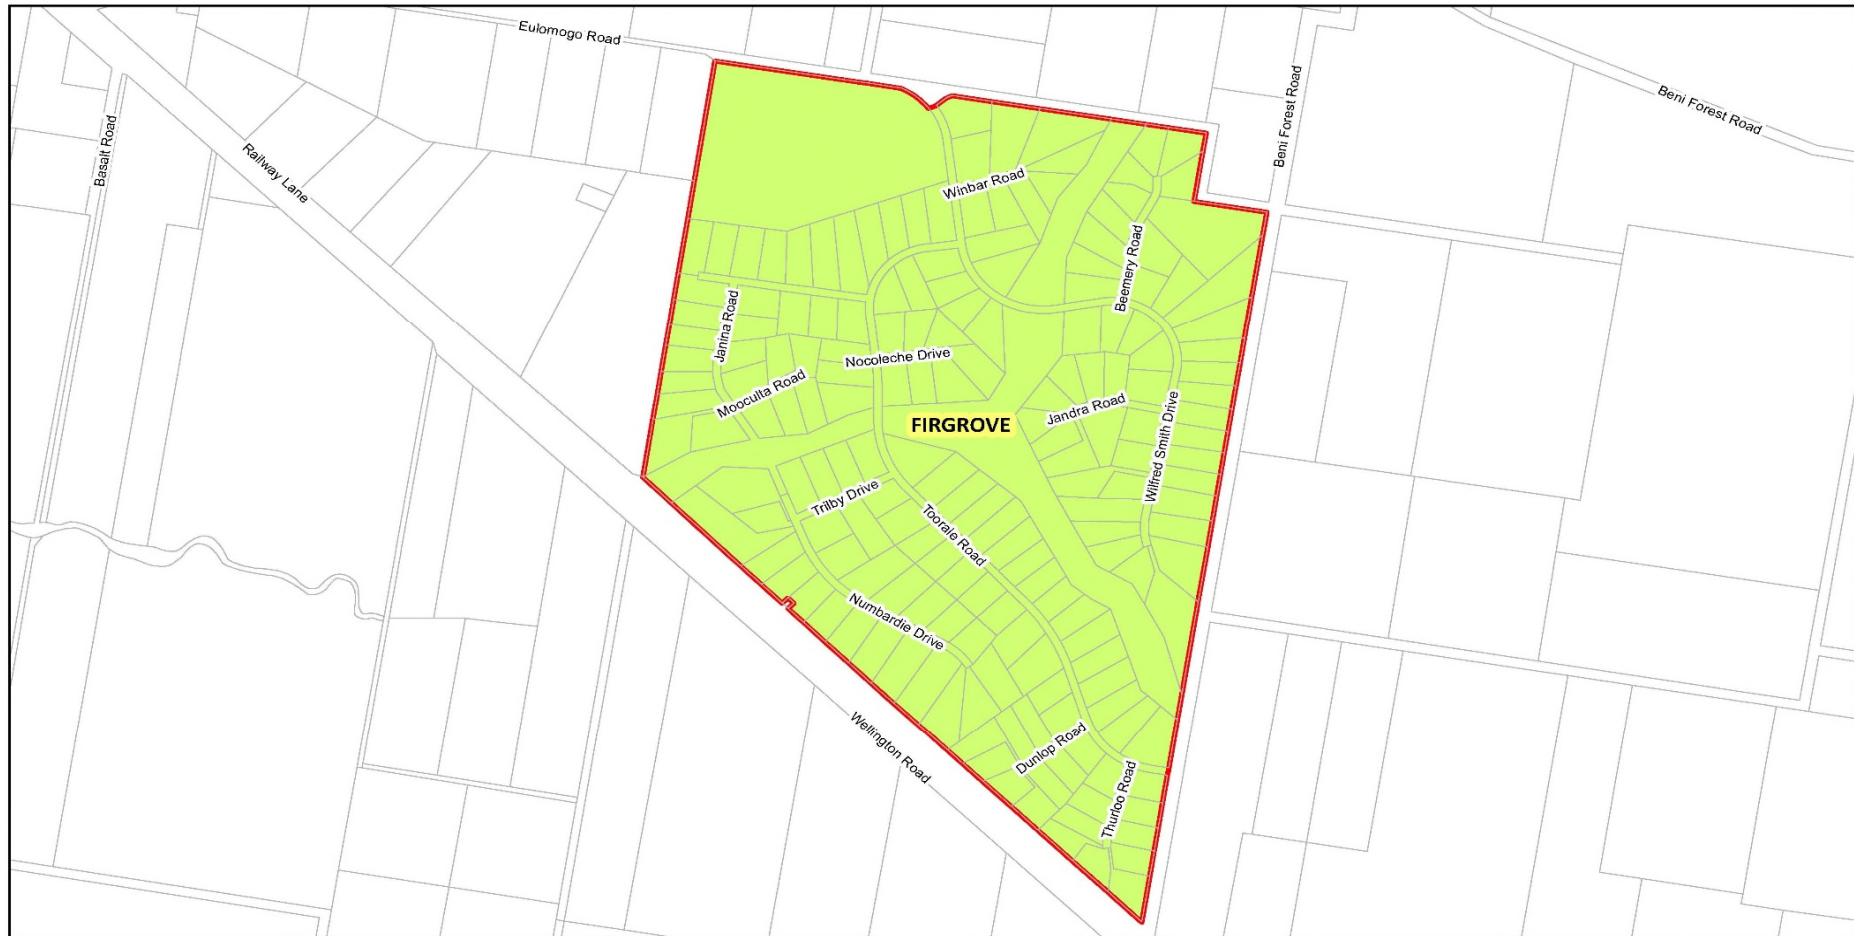 Eulomogo Road
Beni Forest Road
Beni Forest Road
Basalt Road
Railway Lane
Winbar Road
Beemery Road
Janina Road
Nocoleche Drive
Mooculta Road
Jandra Road
FIRGROVE
Wilfred Smith Drive
Trilby Drive
Toorale Road
Numbardie Drive
Wellington Road
Dunlop Road
Thurloo Road